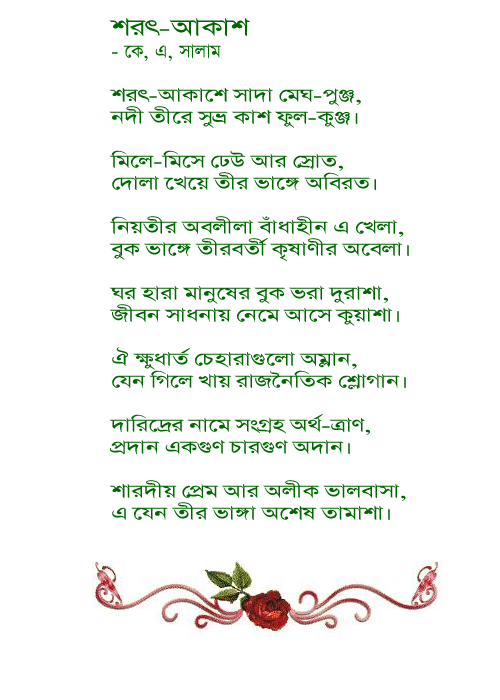 শরৎ-আকাশ
- কে, এ, সালাম
শরৎ-আকাশে সাদা মেঘ-পুঞ্জ,
নদী তীরে সুভ্র কাশ ফুল-কুঞ্জ।
মিলে-মিসে ঢেউ আর স্রোত,
দোলা খেয়ে তীর ভাঙ্গে অবিরত।
নিয়তীর অবলীলা বাঁধাহীন এ খেলা,
বুক ভাঙ্গে তীরবর্তী কৃষাণীর অবেলা।
ঘর হারা মানুষের বুক ভরা দুরাশা,
জীবন সাধনায় নেমে আসে কুয়াশা।
ঐ ক্ষুধার্ত চেহারাগুলো অম্লান,
যেন গিলে খায় রাজনৈতিক শ্লোগান।
দারিদ্রের নামে সংগ্রহ অর্থ-ত্রাণ,
প্রদান একগুণ চারগুণ অদান।
শারদীয় প্রেম আর অলীক ভালবাসা,
এ যেন তীর ভাঙ্গা অশেষ তামাশা।